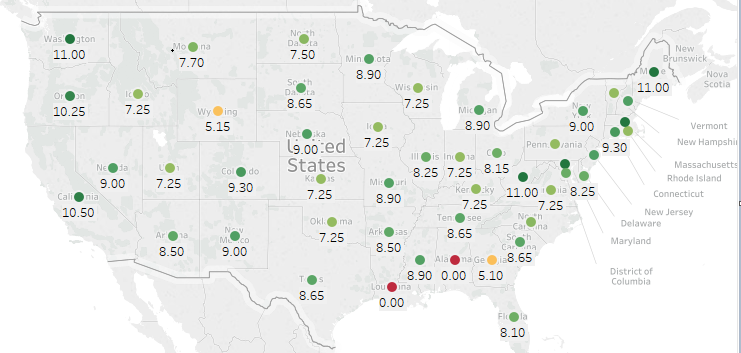 Washington
11.00
Montana
7.70
North
Dakota
7.50
Minnesota
8.90
Maine
11.00
New
Brunswick
Nova
Scotia
Oregon
10.25
Idaho
7.25
Wyoming
5.15
South
Dakota
8.65
Wisconsin
7.25
Michigan
8.90
New
York
9.00
Vermont
New Hampshire
Massachusetts
Rhode Island
Connecticut
New Jersey
Delaware
Maryland
District of
Columbia
9.30
Nevada
9.00
Utah
7.25
Colorado
9.30
Nebraska
9.00
United
States
Iowa
7.25
Illinois
8.25
Indiana
7.25
Ohio
8.15
Pennsylvania
California
10.50
Kansas
7.25
Missouri
8.90
Kentucky
7.25
11.00
Virginia
7.25
8.25
Arizona
8.50
New
Mexico
9.00
Oklahoma
7.25
Arkansas
8.50
Tennessee
8.65
North
Carolina
South
Carolina
8.65
Texas
8.65
Louisiana
0.00
8.90
Alabama
0.00
Georgia
5.10
Florida
8.10